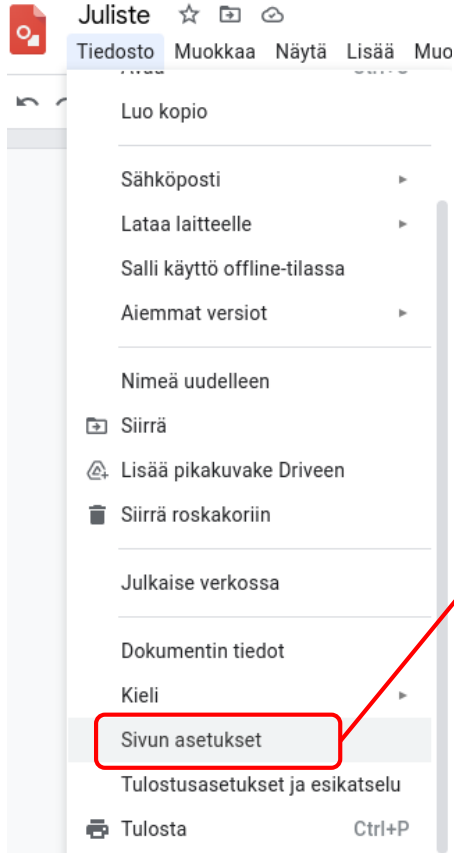 Juliste
Tiedosto Muokkaa Näytä Lisää Muo
Luo kopio
Sähköposti
Lataa laitteelle
Salli käyttö offline-tilassa
Aiemmat versiot
Nimeä uudelleen
Siirrä
Lisää pikakuvake Driveen
Siirrä roskakoriin
Julkaise verkossa
Dokumentin tiedot
Kieli
Sivun asetukset
Tulostusasetukset ja esikatselu
Tulosta Ctrl+P